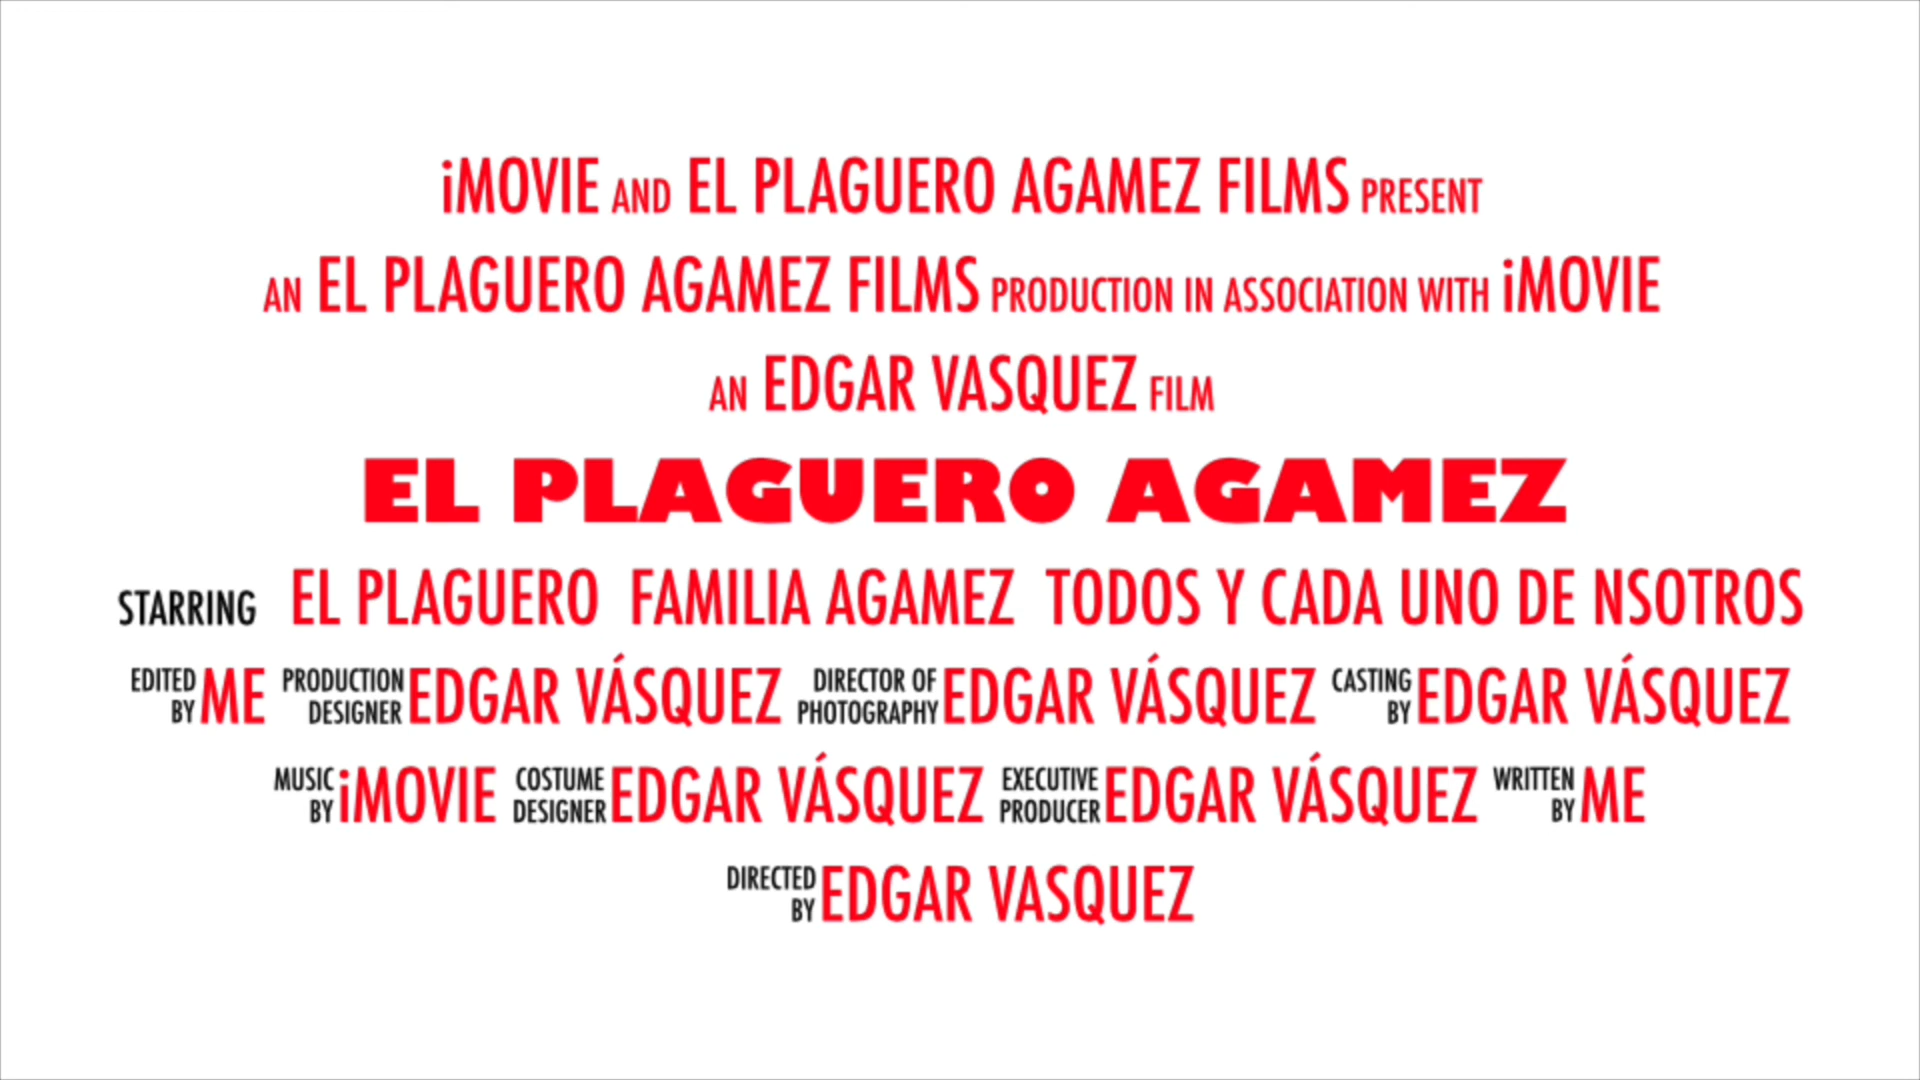 iMOVIE AND EL PLAGUERO AGAMEZ FILMS PRESENT
AN EL PLAGUERO AGAMEZ FILMS PRODUCTION IN ASSOCIATION WITH iMOVIE
AN EDGAR VASQUEZ FILM
EL PLAGUERO AGAMEZ
STARRING EL PLAGUERO FAMILIA AGAMEZ TODOS Y CADA UNO DE NSOTROS
EDITED BY ME PRODUCTION DESIGNER EDGAR VÁSQUEZ DIRECTOR OF PHOTOGRAPHY EDGAR VÁSQUEZ CASTING BY EDGAR VÁSQUEZ
MUSIC BY iMOVIE COSTUME DESIGNER EDGAR VÁSQUEZ EXECUTIVE PRODUCER EDGAR VÁSQUEZ WRITTEN BY ME
DIRECTED BY EDGAR VASQUEZ